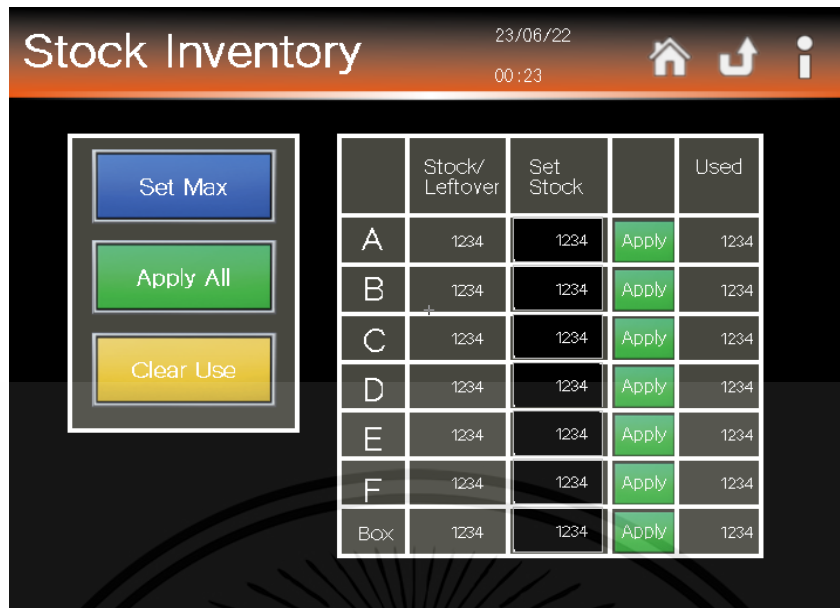 Stock Inventory
23/06/22
00:23
Set Max
Apply All
Clear Use
Stock/
Leftover
Set
Stock
Used
A 1234 1234 Apply 1234
B 1234 1234 Apply 1234
C 1234 1234 Apply 1234
D 1234 1234 Apply 1234
E 1234 1234 Apply 1234
F 1234 1234 Apply 1234
Box 1234 1234 Apply 1234